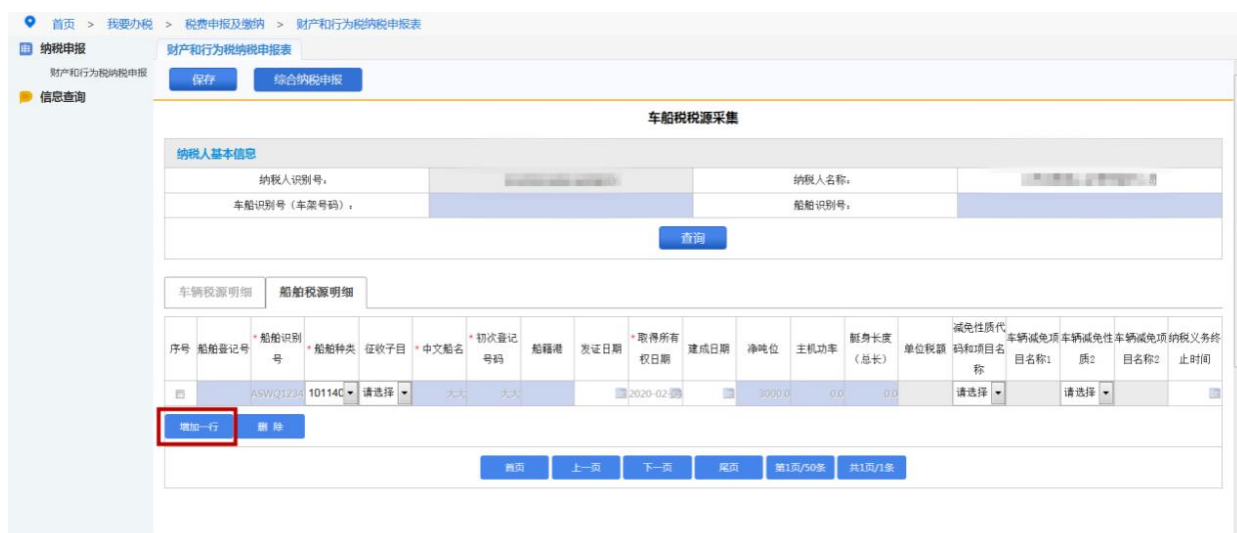 首页 > 我要办税 > 税费申报及缴纳 > 财产和行为税纳税申报表
纳税申报
财产和行为税纳税申报
信息查询
财产和行为税纳税申报表
保存 综合纳税申报
车船税税源采集
纳税人基本信息
纳税人识别号: 纳税人名称:
车船识别号（车架号码）: 船舶识别号:
查询
车辆税源明细 船舶税源明细
序号 船舶登记号 *船舶识别号 *船舶种类 征收子目 *中文船名 *初次登记号码 船籍港 发证日期 *取得所有权日期 建成日期 净吨位 主机功率 艇身长度（总长） 单位税额 减免性质代码和项目名称 车辆减免项目名称1 车辆减免性质2 车辆减免项目名称2 纳税义务终止时间
ASWQ1234 10114C 请选择 大大 大大 2020-02- 3000.0 0.0 0.0 请选择 请选择
增加一行 删 除
首页 上一页 下一页 尾页 第1页/50条 共1页/1条